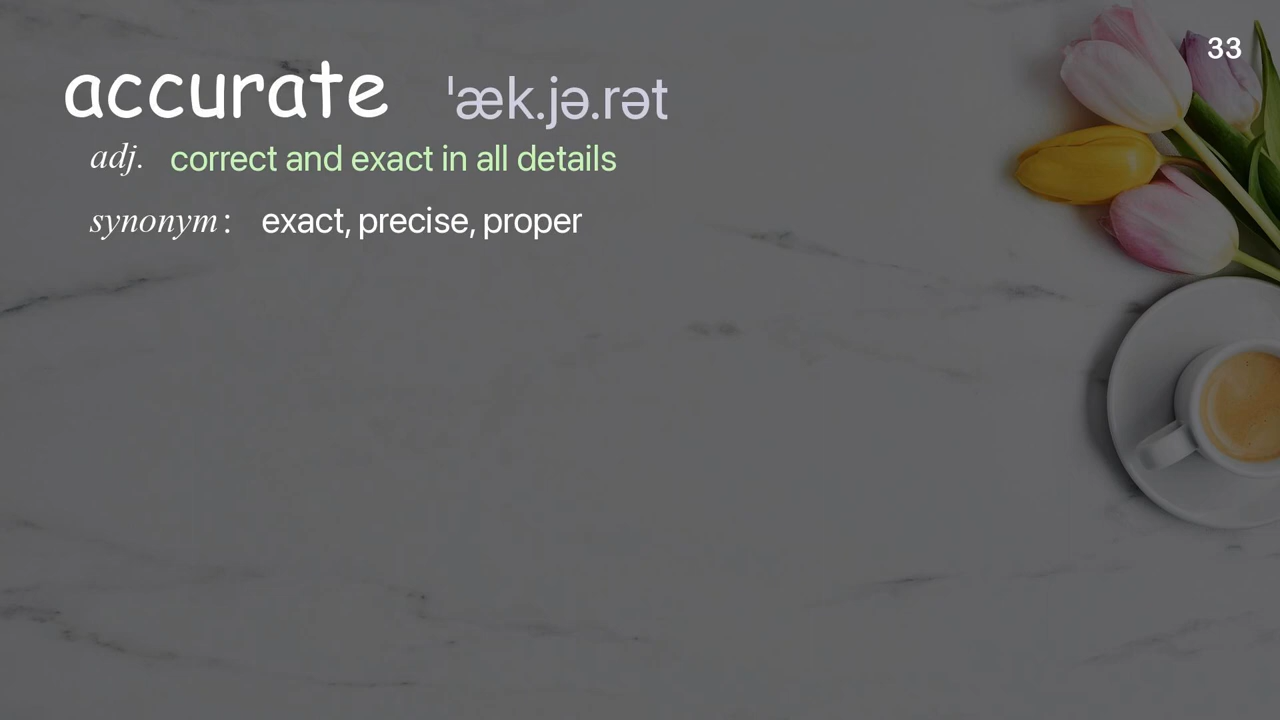 33
accurate ˈæk.jə.rət
adj. correct and exact in all details
synonym: exact, precise, proper